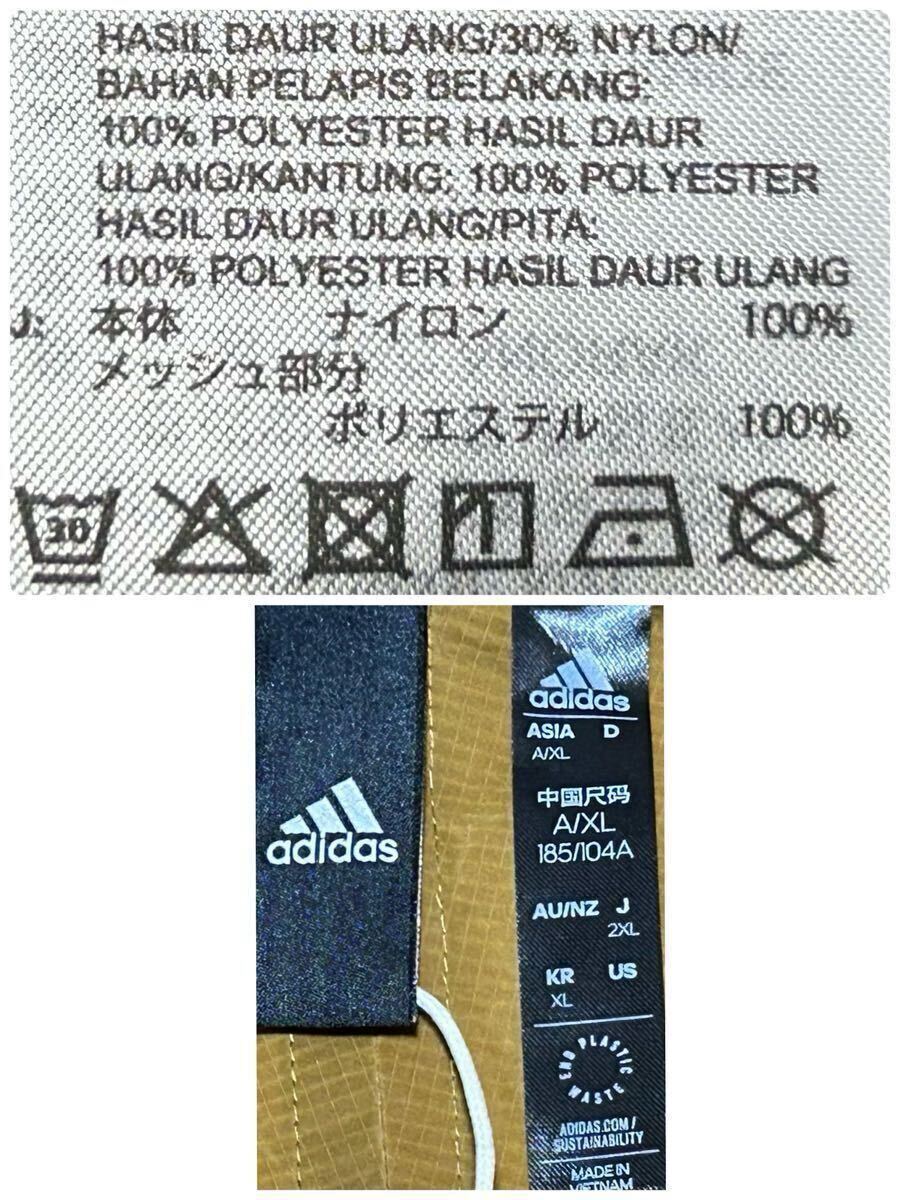 HASIL DAUR ULANG/30% NYLON/
BAHAN PELAPIS BELAKANG:
100% POLYESTER HASIL DAUR
ULANG/KANTUNG: 100% POLYESTER
HASIL DAUR ULANG/PITA:
100% POLYESTER HASIL DAUR ULANG
J: 本体 ナイロン 100%
メッシュ部分
ポリエステル 100%
30
adidas
adidas
ASIA D
A/XL
中国尺码
A/XL
185/104A
AU/NZ J
2XL
KR US
XL
END PLASTIC WASTE
ADIDAS.COM/
SUSTAINABILITY
MADE IN
VIETNAM